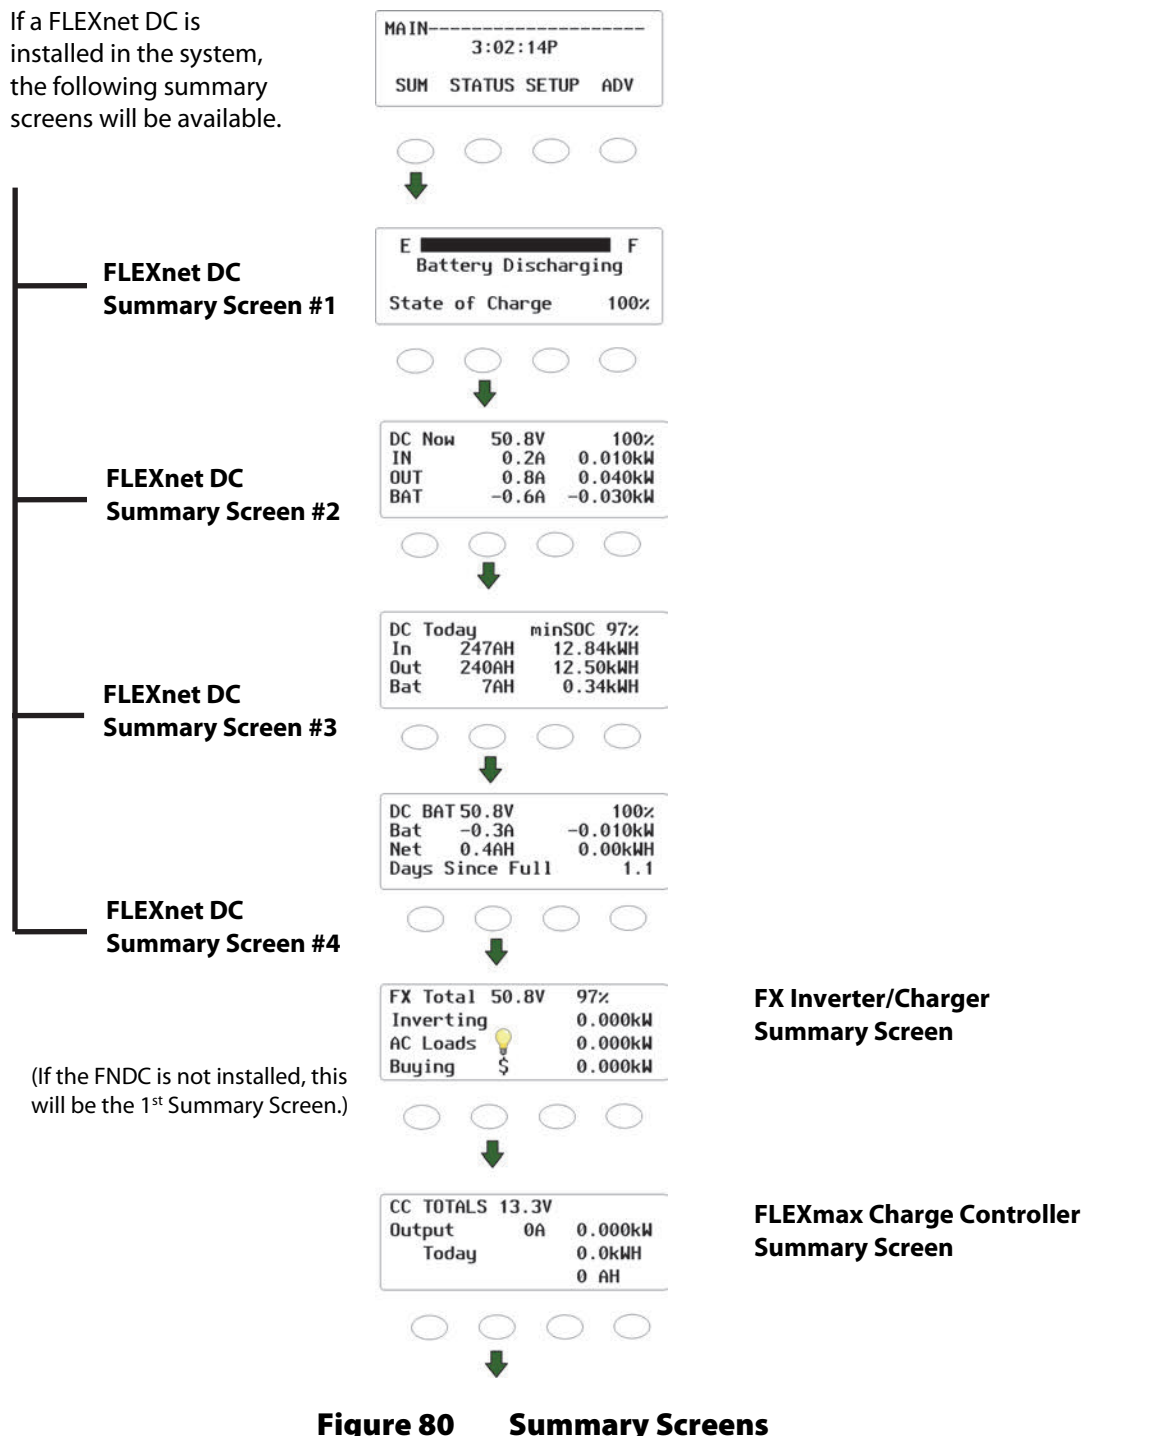 If a FLEXnet DC is
installed in the system,
the following summary
screens will be available.
MAIN--------------------
3:02:14P
SUM STATUS SETUP ADV
FLEXnet DC
Summary Screen #1
E F
Battery Discharging
State of Charge 100%
FLEXnet DC
Summary Screen #2
DC Now 50.8V 100%
IN 0.2A 0.010kW
OUT 0.8A 0.040kW
BAT -0.6A -0.030kW
FLEXnet DC
Summary Screen #3
DC Today minSOC 97%
In 247AH 12.84kWH
Out 240AH 12.50kWH
Bat 7AH 0.34kWH
FLEXnet DC
Summary Screen #4
DC BAT 50.8V 100%
Bat -0.3A -0.010kW
Net 0.4AH 0.00kWH
Days Since Full 1.1
FX Total 50.8V 97%
Inverting 0.000kW
AC Loads 0.000kW
Buying $ 0.000kW
FX Inverter/Charger
Summary Screen
(If the FNDC is not installed, this
will be the 1st Summary Screen.)
CC TOTALS 13.3V
Output 0A 0.000kW
Today 0.0kWH
0 AH
FLEXmax Charge Controller
Summary Screen
Figure 80 Summary Screens